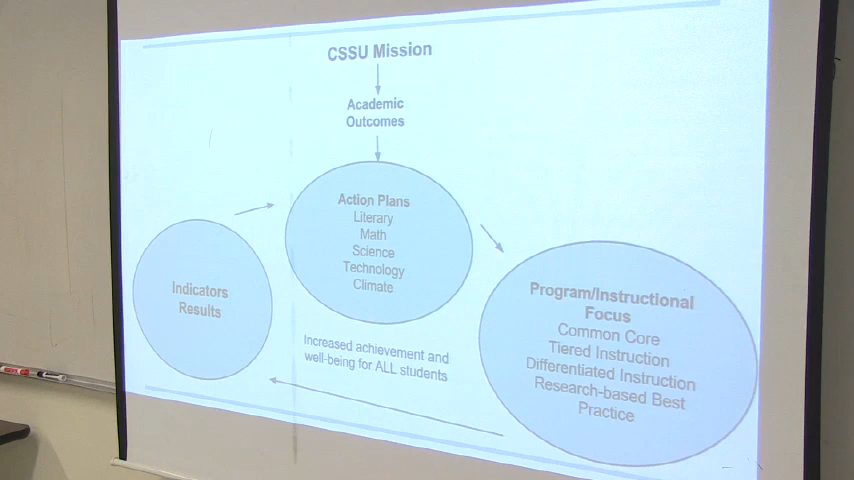 CSSU Mission
Academic
Outcomes
Action Plans
Literary
Math
Science
Technology
Climate
Indicators
Results
Program/Instructional
Focus
Common Core
Tiered Instruction
Differentiated Instruction
Research-based Best
Practice
Increased achievement and
well-being for ALL students